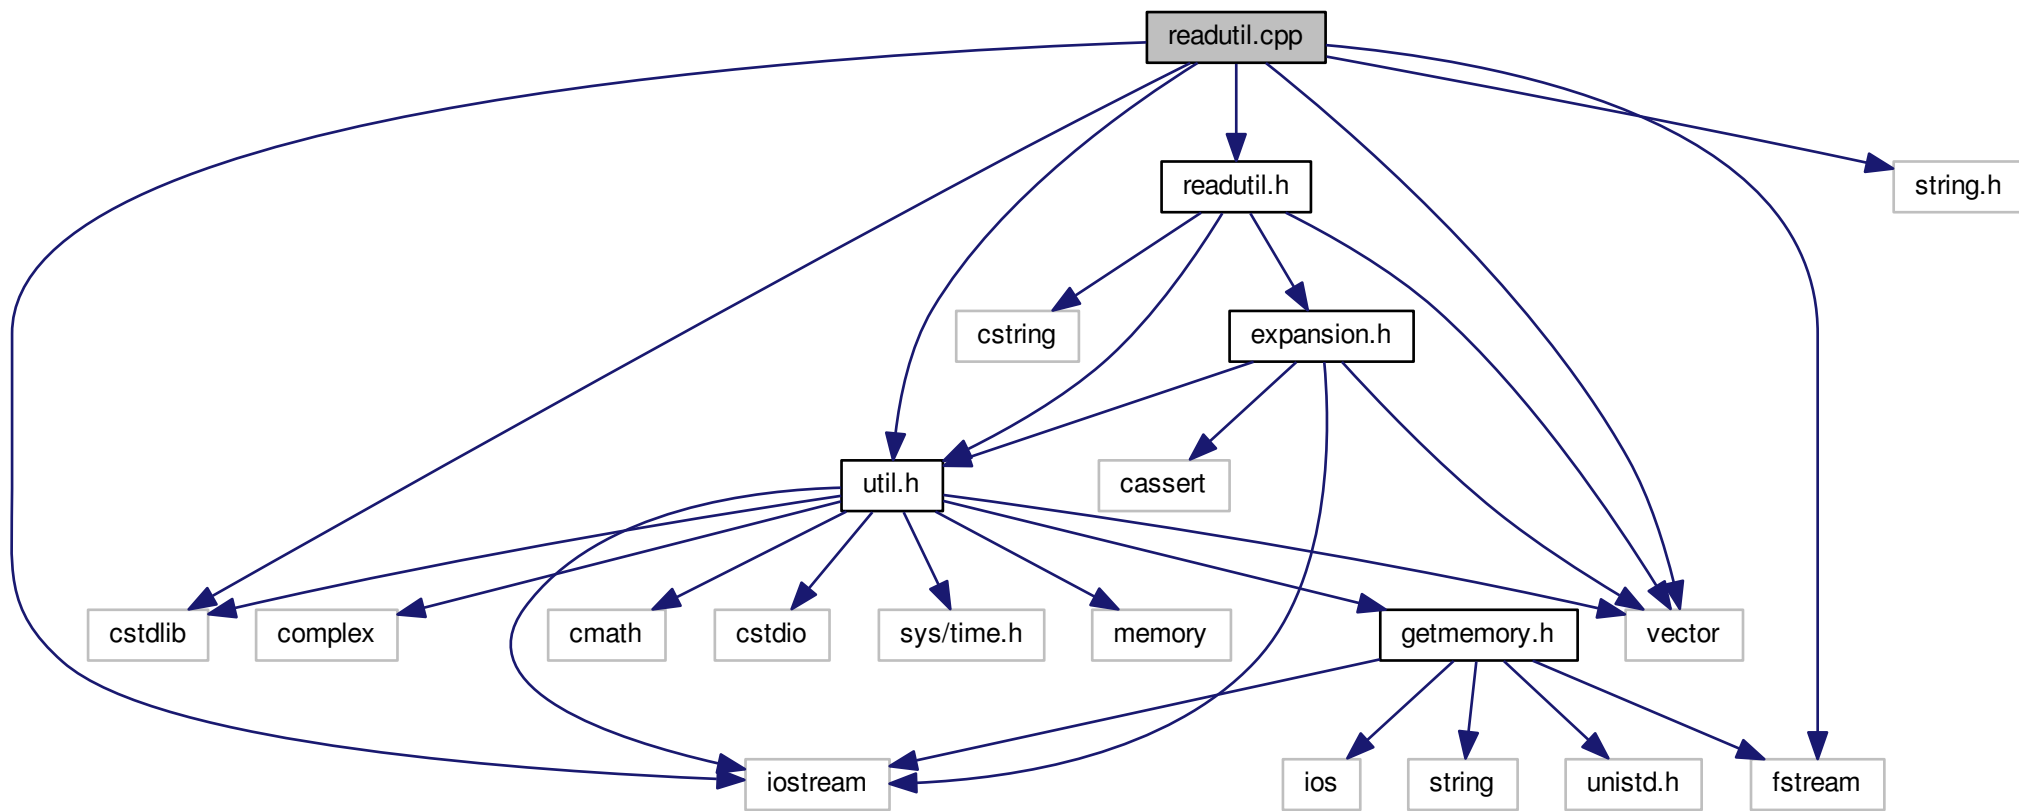 readutil.cpp
readutil.h
string.h
cstring
expansion.h
util.h
cassert
cstdlib
complex
cmath
cstdio
sys/time.h
memory
getmemory.h
vector
iostream
ios
string
unistd.h
fstream